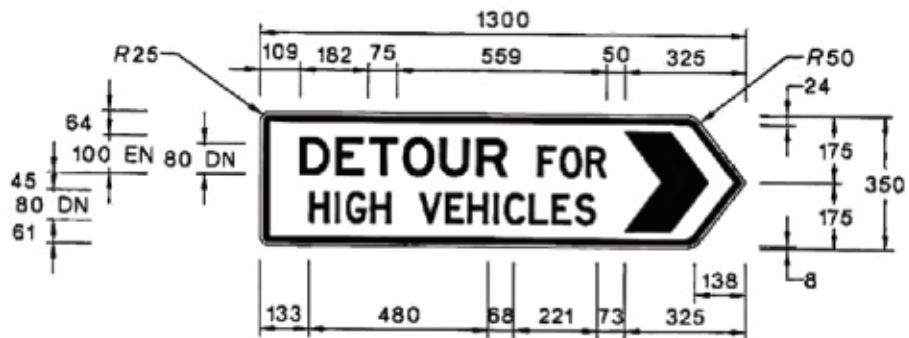 1300
109 182 75 559 50 325
R25 R50
24
64
100 EN 80 DN 175
45 350
80 DN 175
61
8
DETOUR FOR
HIGH VEHICLES
138
133 480 68 221 73 325